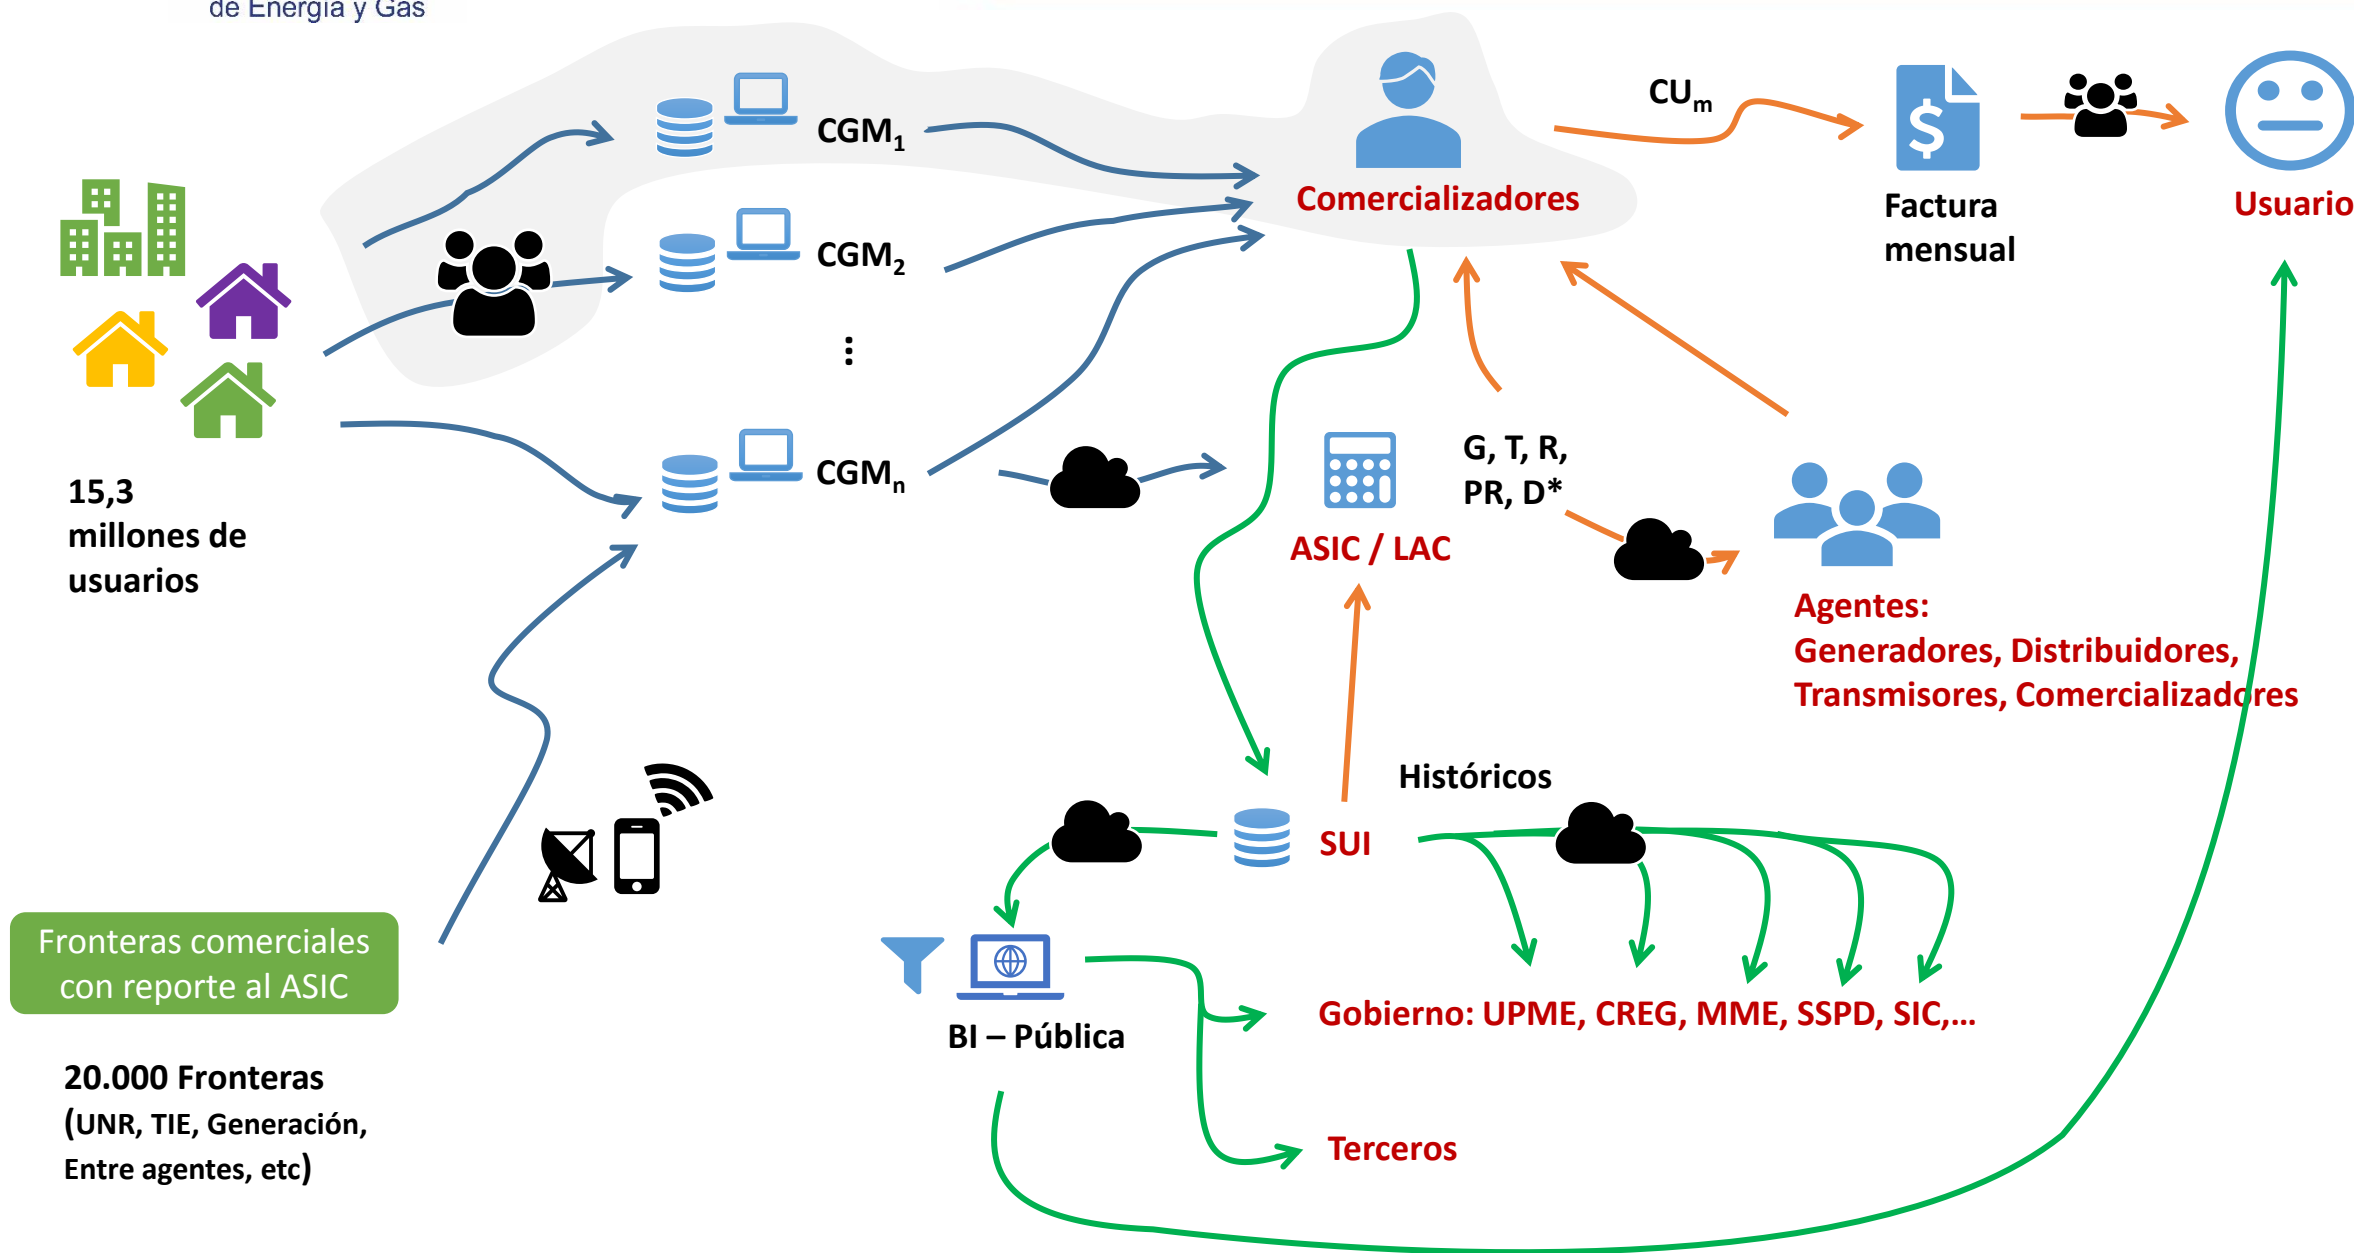 de Energía y Gas
CGM1
CGM2
⋮
CGMn
Comercializadores
CUm
Factura
mensual
Usuario
15,3
millones de
usuarios
G, T, R,
PR, D*
ASIC / LAC
Agentes:
Generadores, Distribuidores,
Transmisores, Comercializadores
Históricos
SUI
Fronteras comerciales
con reporte al ASIC
BI – Pública
Gobierno: UPME, CREG, MME, SSPD, SIC,...
20.000 Fronteras
(UNR, TIE, Generación,
Entre agentes, etc)
Terceros